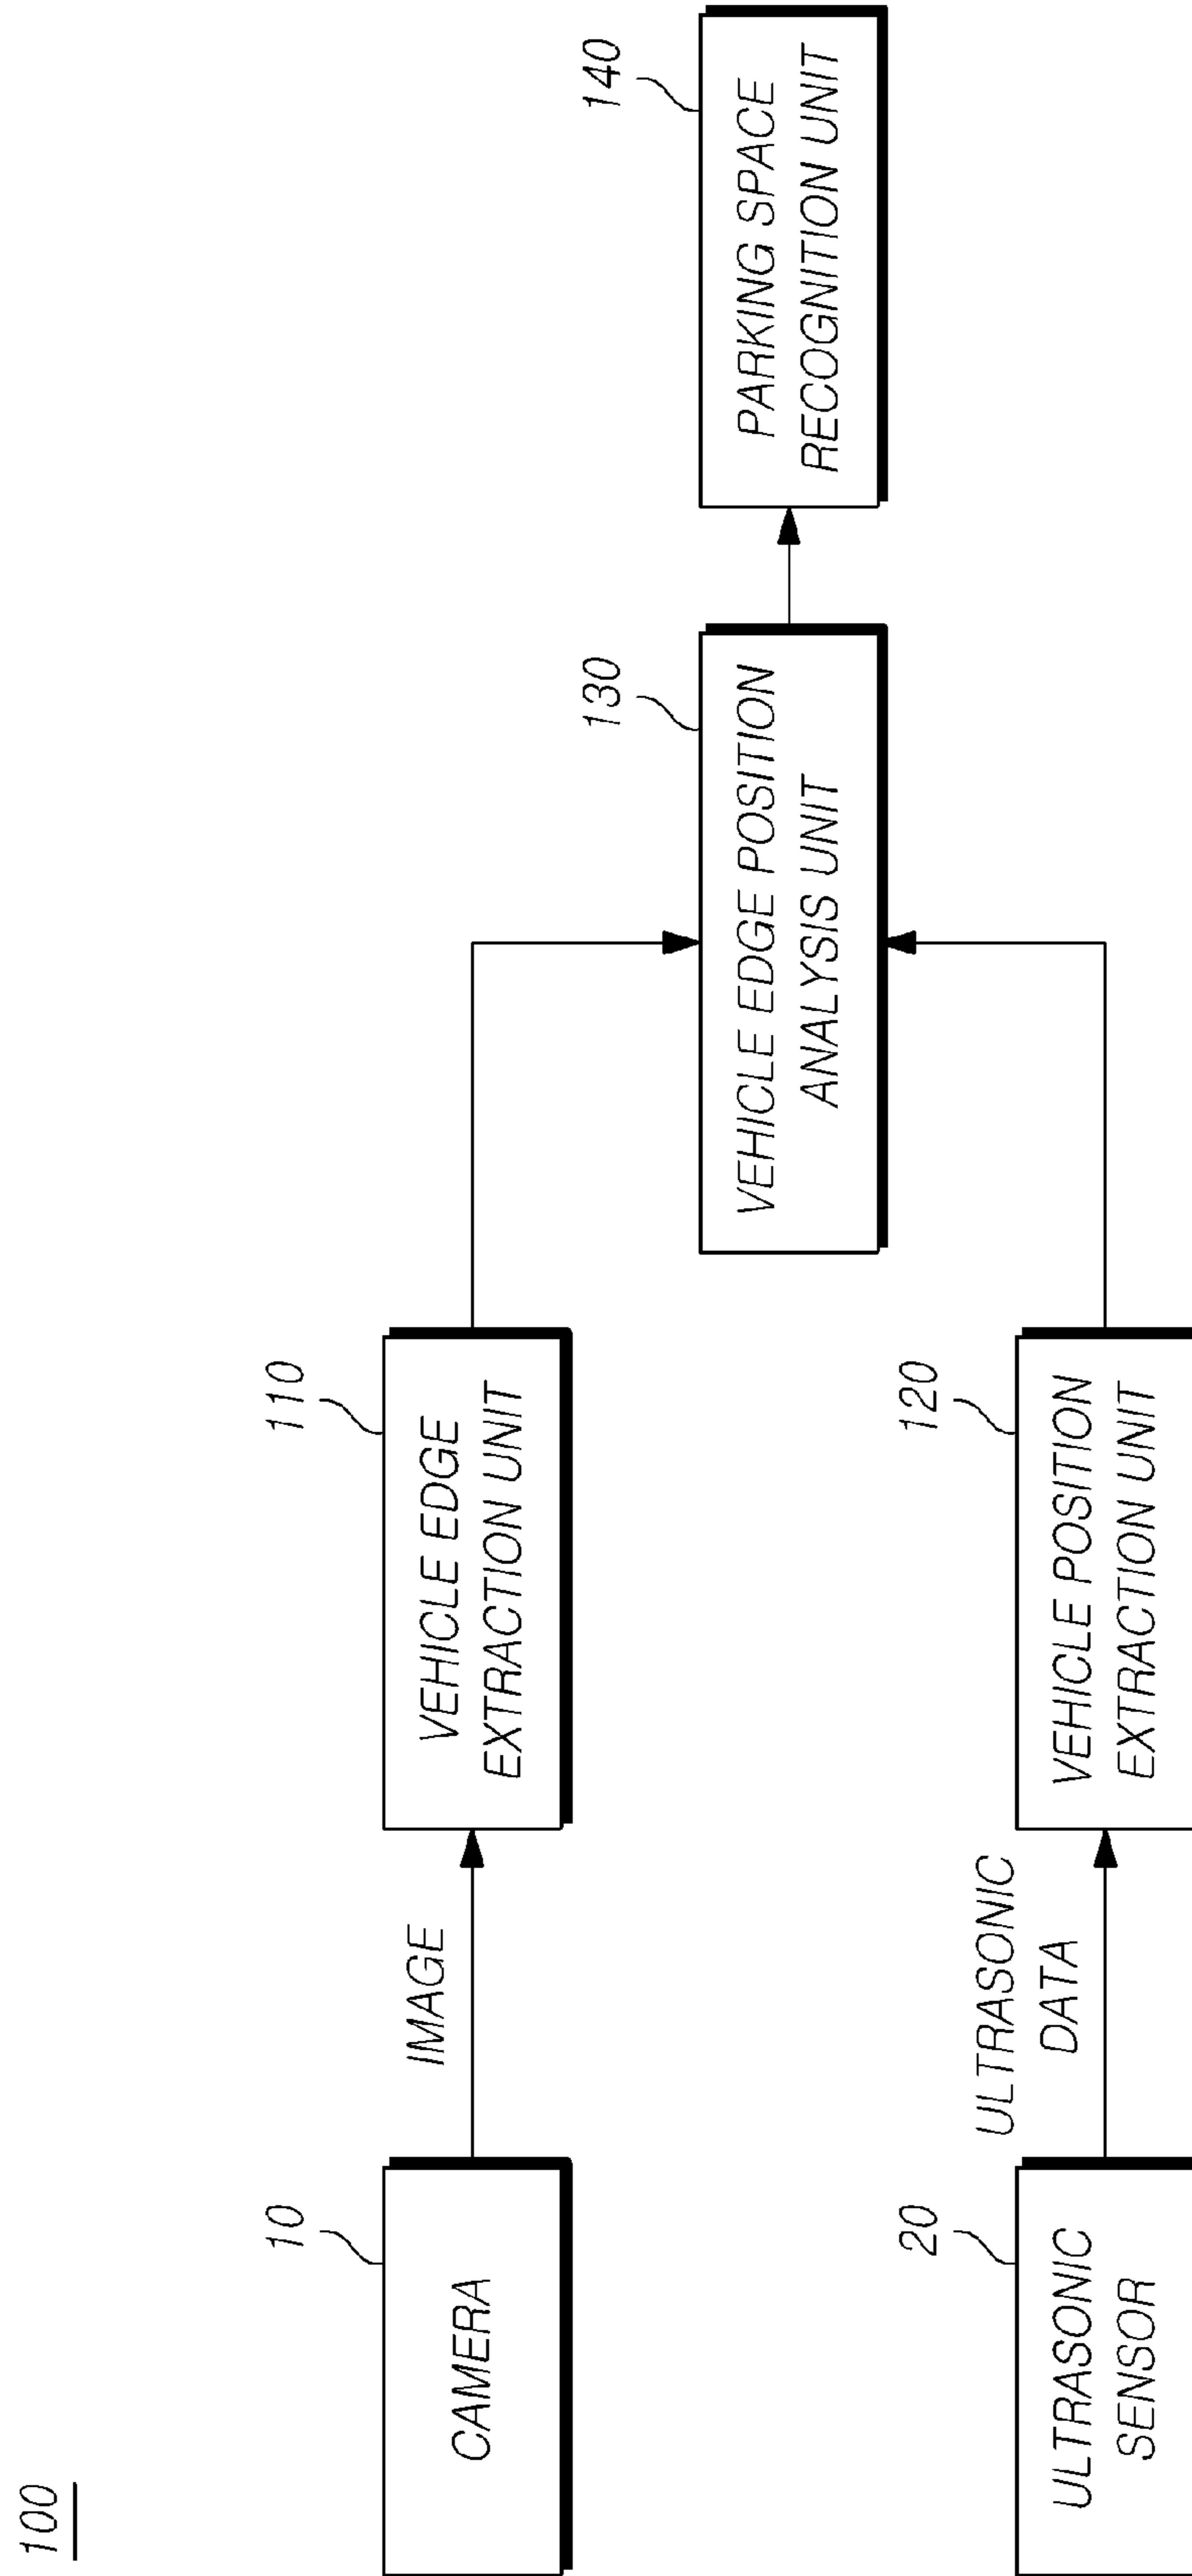 100
10
CAMERA
IMAGE
110
VEHICLE EDGE
EXTRACTION UNIT
20
ULTRASONIC
SENSOR
ULTRASONIC
DATA
120
VEHICLE POSITION
EXTRACTION UNIT
130
VEHICLE EDGE POSITION
ANALYSIS UNIT
140
PARKING SPACE
RECOGNITION UNIT